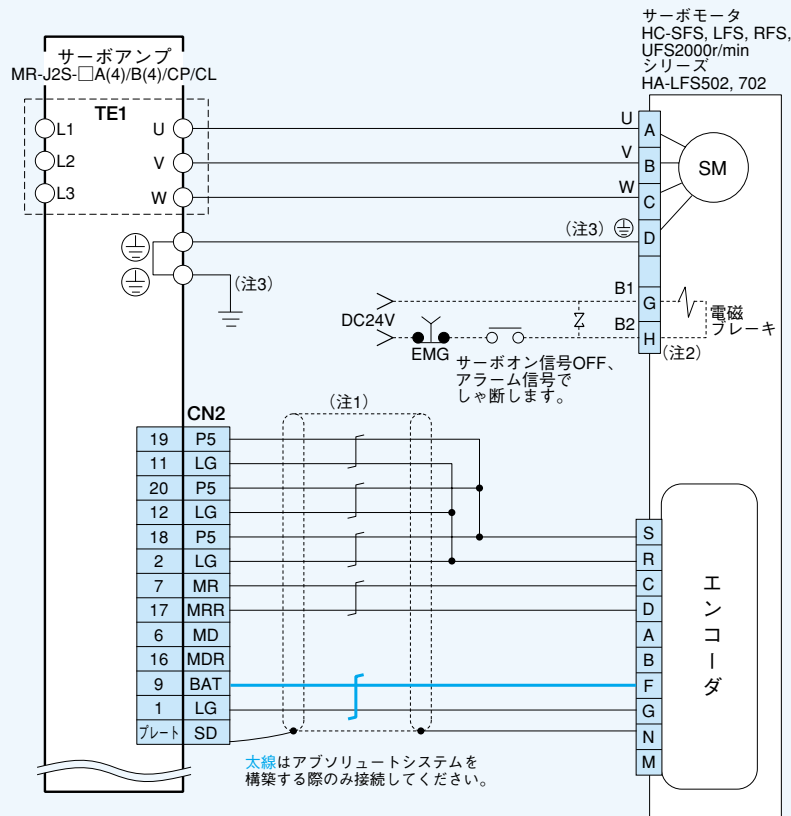 サーボモータ
HC-SFS, LFS, RFS,
UFS2000r/min
シリーズ
HA-LFS502, 702
サーボアンプ
MR-J2S-□A(4)/B(4)/CP/CL
TE1
L1 U
L2 V
L3 W
U A
V B
W C
SM
(注3) D
(注3)
B1 G
DC24V
B2 H
電磁
ブレーキ
(注2)
EMG
サーボオン信号OFF、
アラーム信号で
しゃ断します。
(注1)
CN2
19 P5
11 LG
20 P5
12 LG
18 P5
2 LG
7 MR
17 MRR
6 MD
16 MDR
9 BAT
1 LG
プレート SD
S
R
C
D
A
B
F
G
N
M
エンコーダ
太線はアブソリュートシステムを
構築する際のみ接続してください。